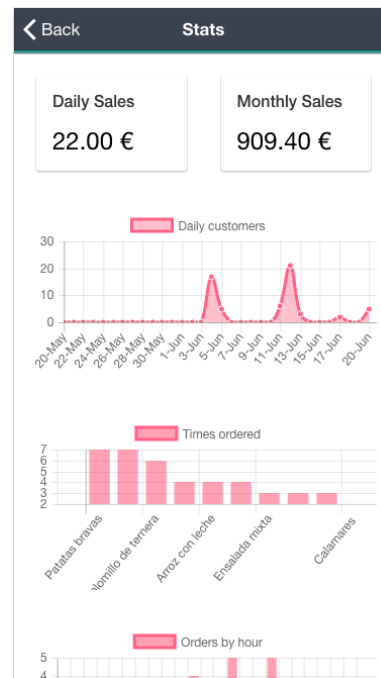 Back
Stats
Daily Sales
Monthly Sales
22.00 €
909.40 €
Daily customers
30
20
10
0
20-May
22-May
24-May
26-May
28-May
30-May
1-Jun
3-Jun
5-Jun
7-Jun
9-Jun
11-Jun
13-Jun
15-Jun
17-Jun
20-Jun
Times ordered
7
6
5
4
3
2
Patatas bravas
olomillo de ternera
Arroz con leche
Ensalada mixta
Calamares
Orders by hour
5
4